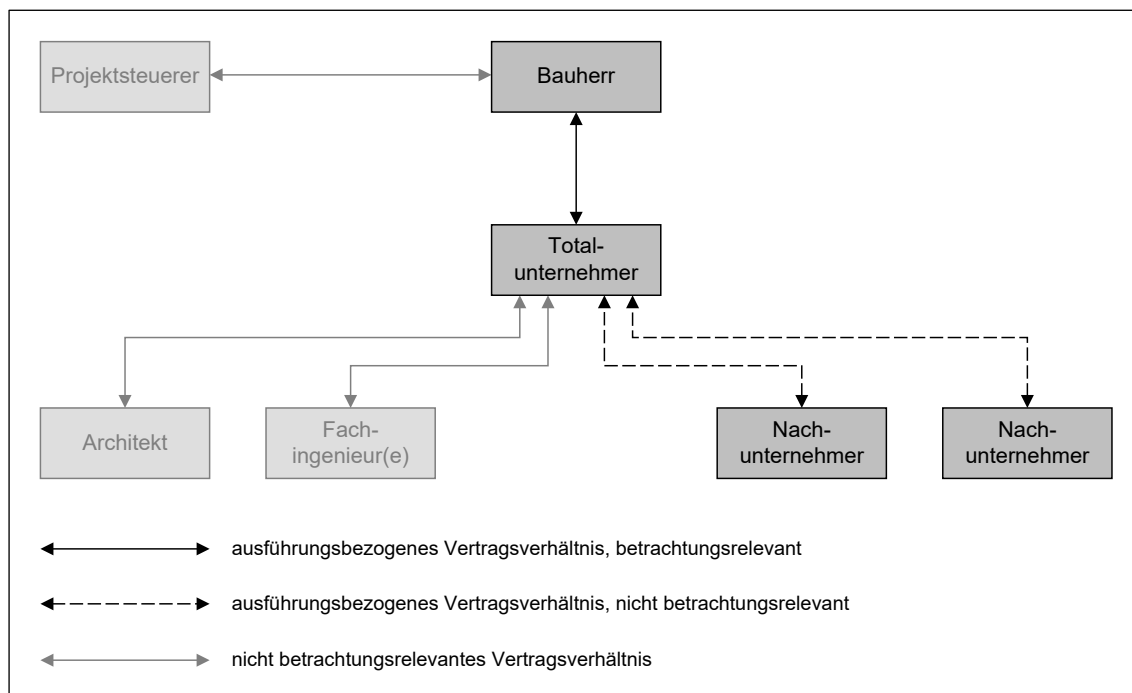 Projektsteuerer
Bauherr
Total-
unternehmer
Architekt
Fach-
ingenieur(e)
Nach-
unternehmer
Nach-
unternehmer
ausführungsbezogenes Vertragsverhältnis, betrachtungsrelevant
ausführungsbezogenes Vertragsverhältnis, nicht betrachtungsrelevant
nicht betrachtungsrelevantes Vertragsverhältnis